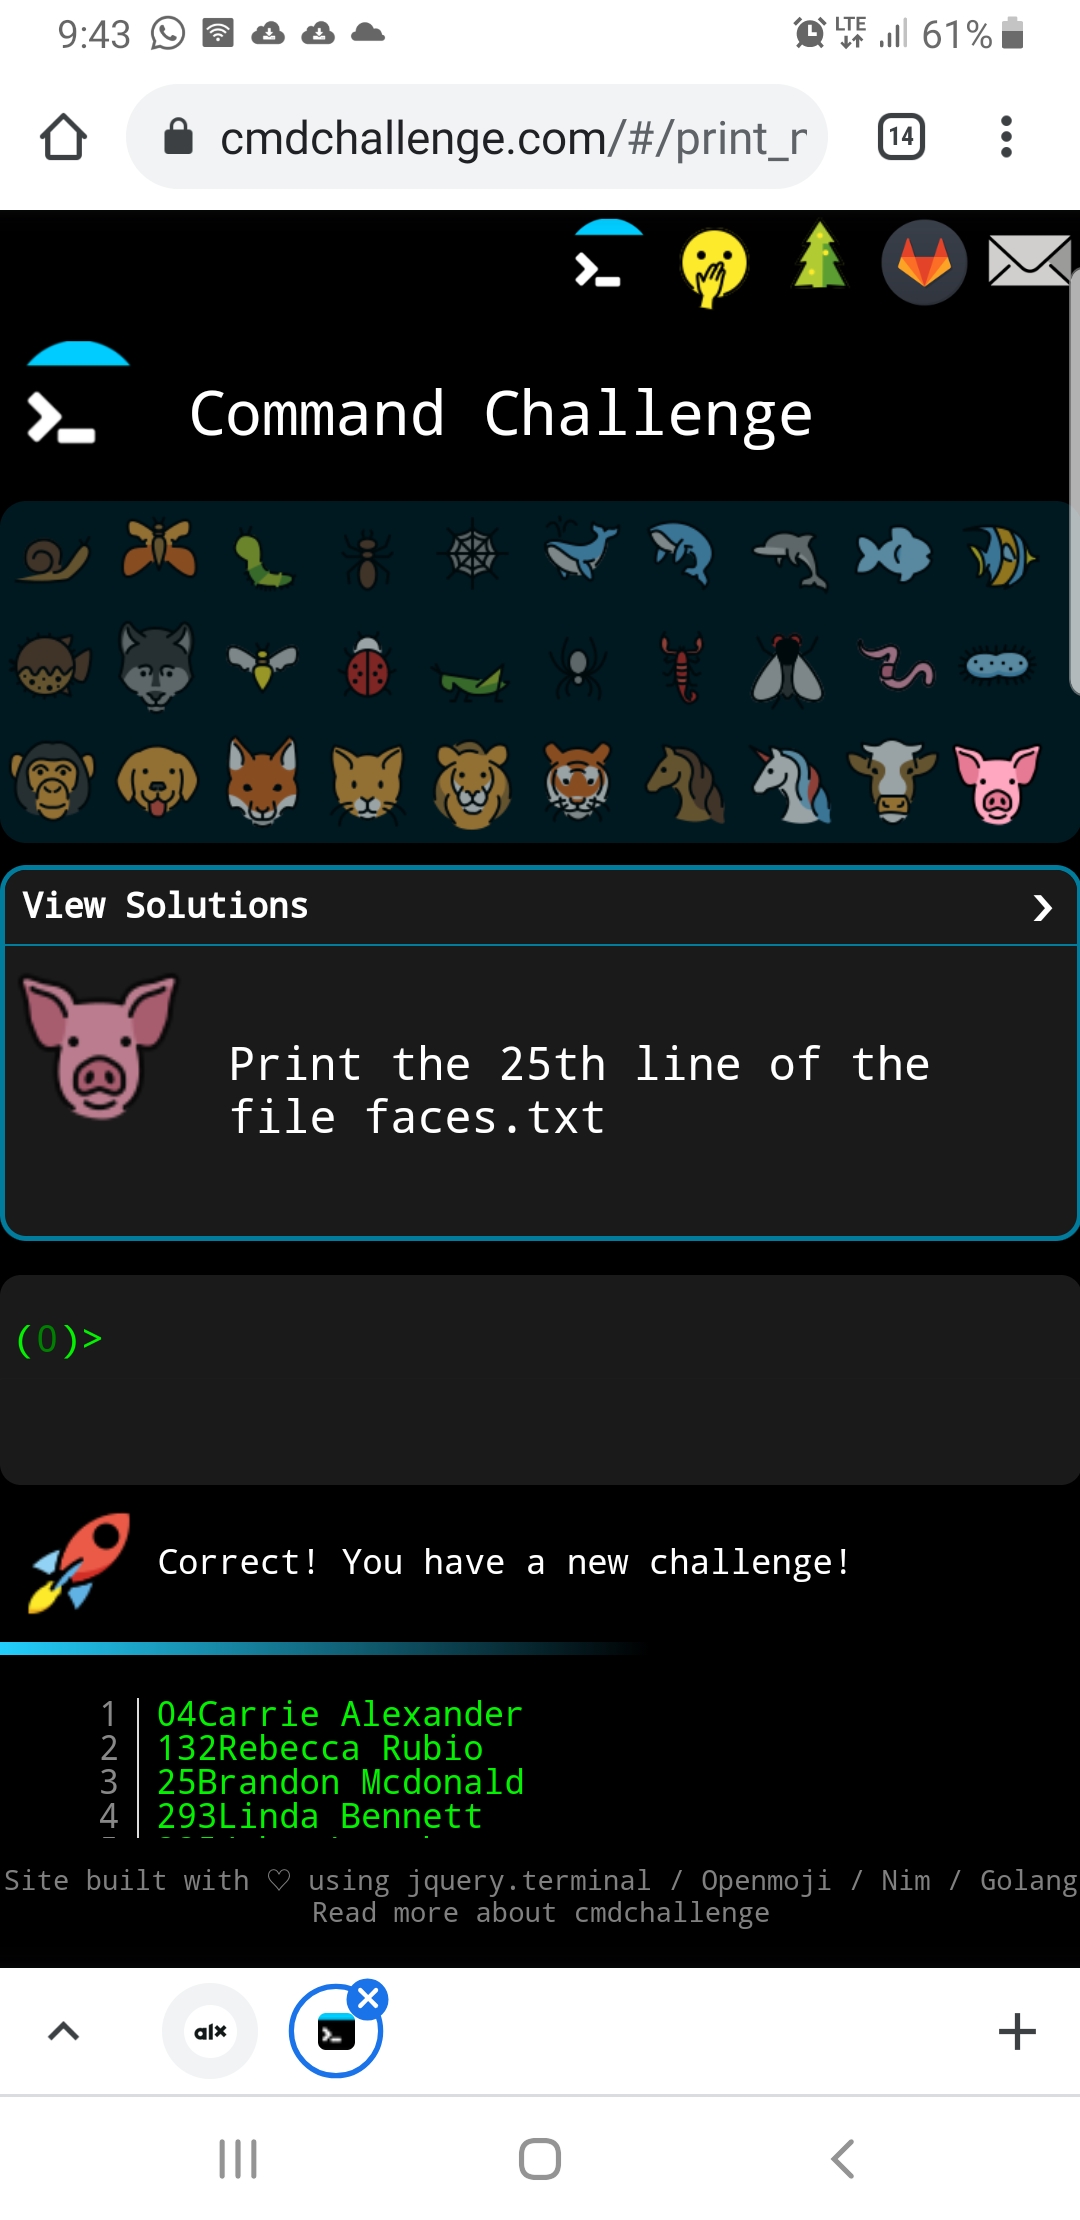 9:43
LTE
61%
cmdchallenge.com/#/print_r
14
Command Challenge
View Solutions
Print the 25th line of the
file faces.txt
(0)>
Correct! You have a new challenge!
1 04Carrie Alexander
2 132Rebecca Rubio
3 25Brandon Mcdonald
4 293Linda Bennett
Site built with ♡ using jquery.terminal / Openmoji / Nim / Golang
Read more about cmdchallenge
alx